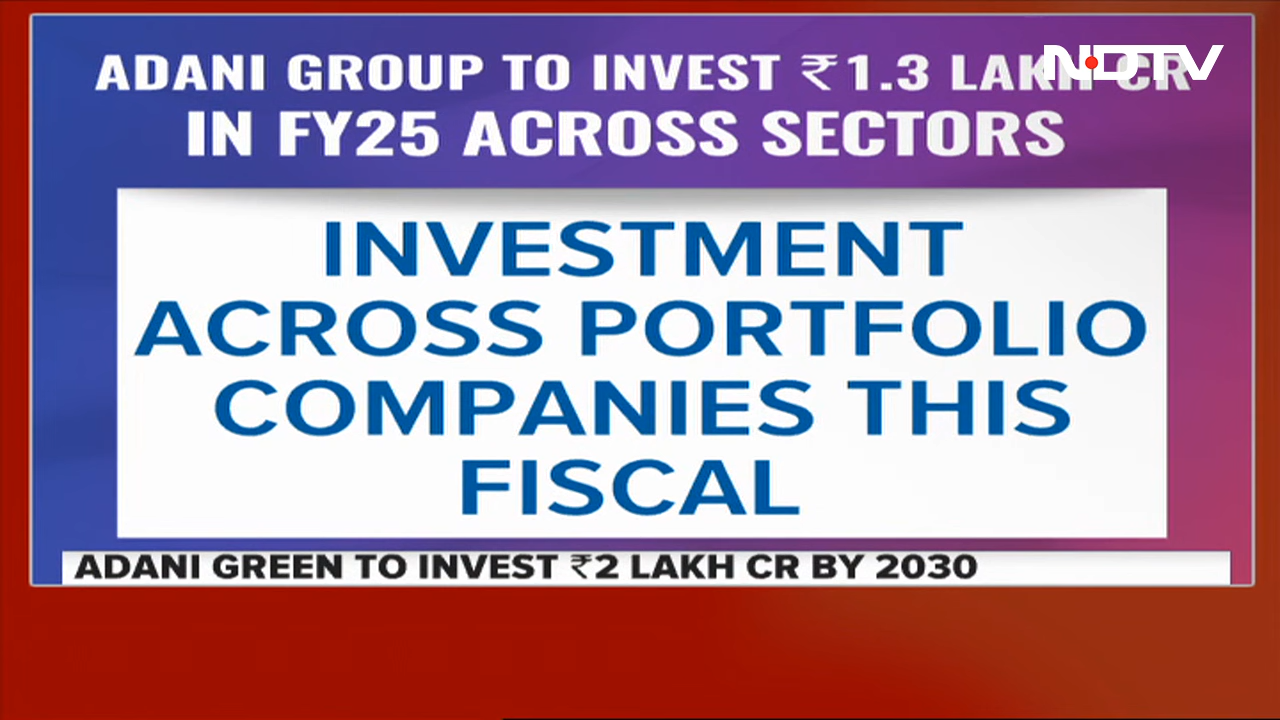 ADANI GROUP TO INVEST ₹1.3 LAKH CR
NDTV
IN FY25 ACROSS SECTORS
INVESTMENT
ACROSS PORTFOLIO
COMPANIES THIS
FISCAL
ADANI GREEN TO INVEST ₹2 LAKH CR BY 2030